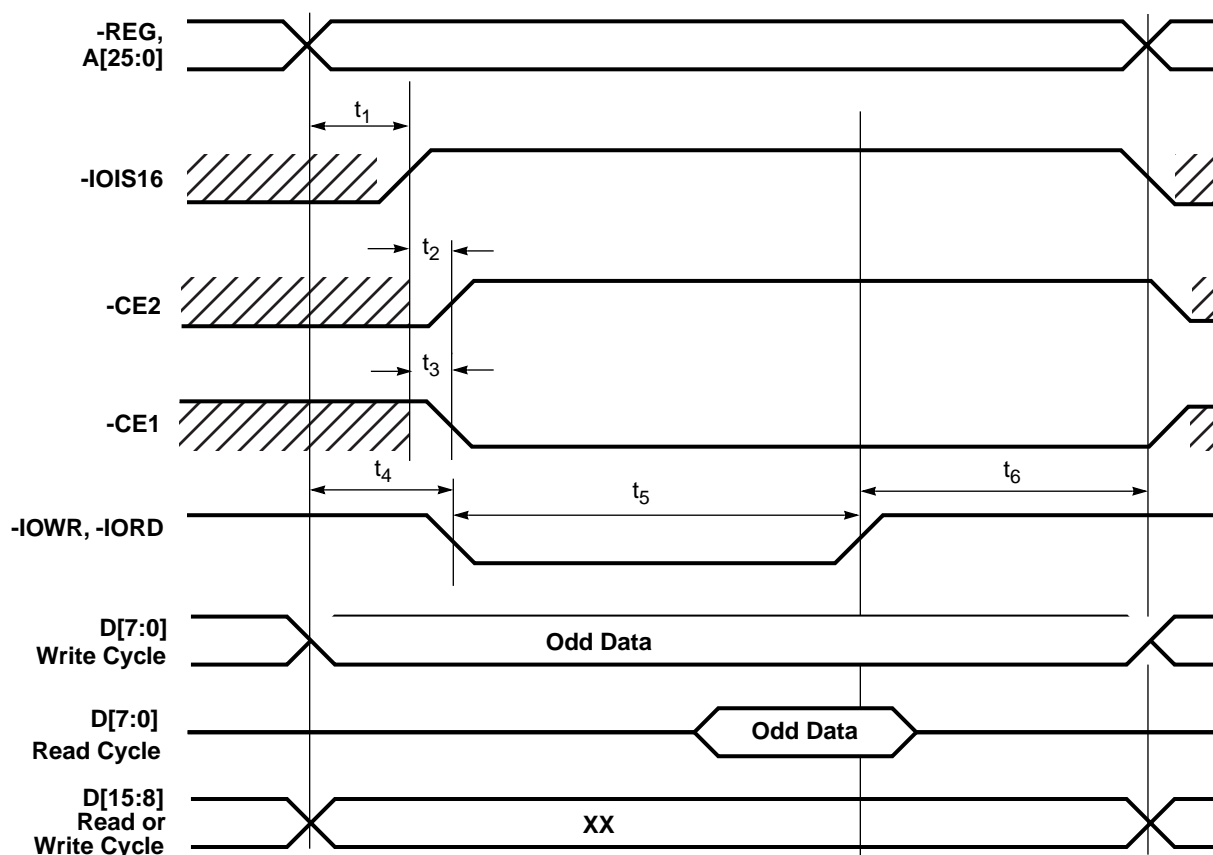 -REG,
A[25:0]
t1
-IOIS16
t2
-CE2
t3
-CE1
t4
t5
t6
-IOWR, -IORD
D[7:0]
Write Cycle
Odd Data
D[7:0]
Read Cycle
Odd Data
D[15:8]
Read or
Write Cycle
XX